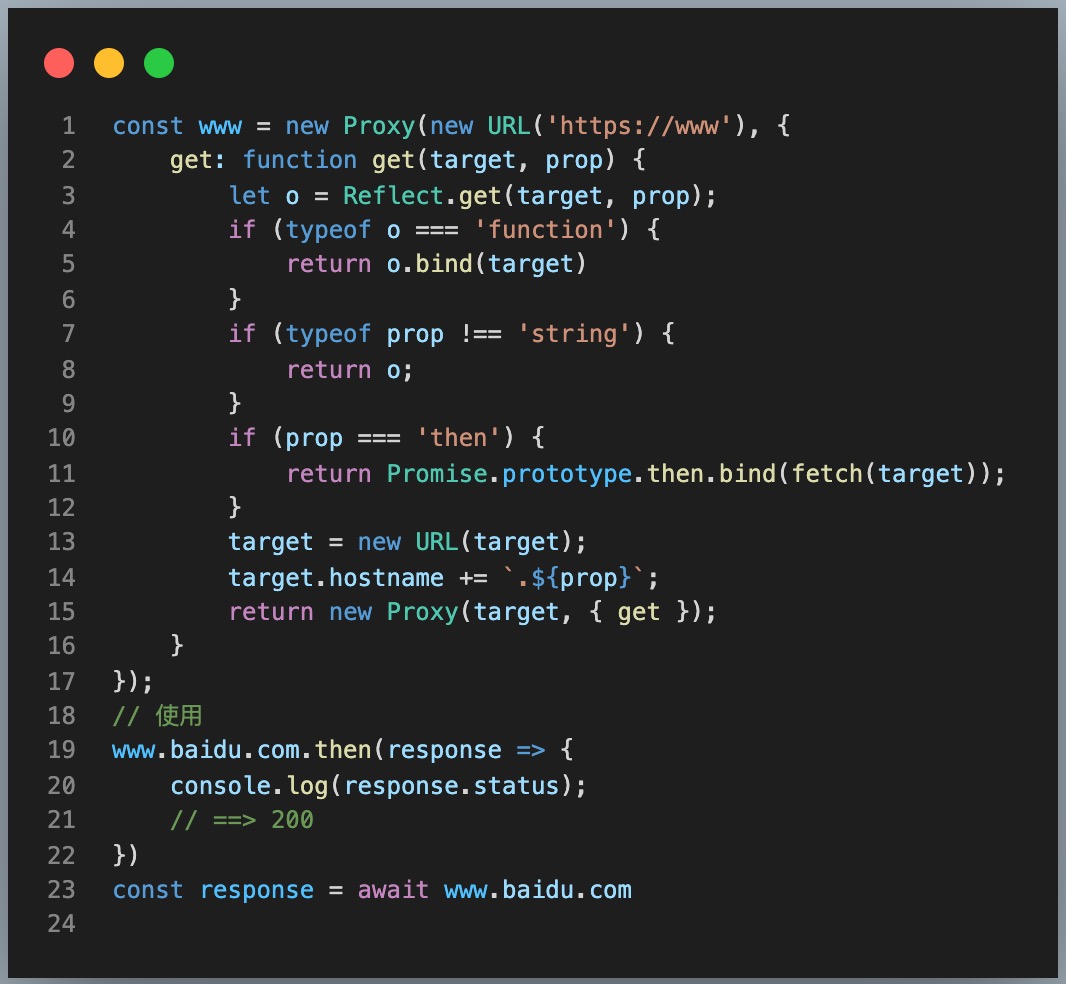 1 const www = new Proxy(new URL('https://www'), {
2     get: function get(target, prop) {
3         let o = Reflect.get(target, prop);
4         if (typeof o === 'function') {
5             return o.bind(target)
6         }
7         if (typeof prop !== 'string') {
8             return o;
9         }
10         if (prop === 'then') {
11             return Promise.prototype.then.bind(fetch(target));
12         }
13         target = new URL(target);
14         target.hostname += `.${prop}`;
15         return new Proxy(target, { get });
16     }
17 });
18 // 使用
19 www.baidu.com.then(response => {
20     console.log(response.status);
21     // ==> 200
22 })
23 const response = await www.baidu.com
24